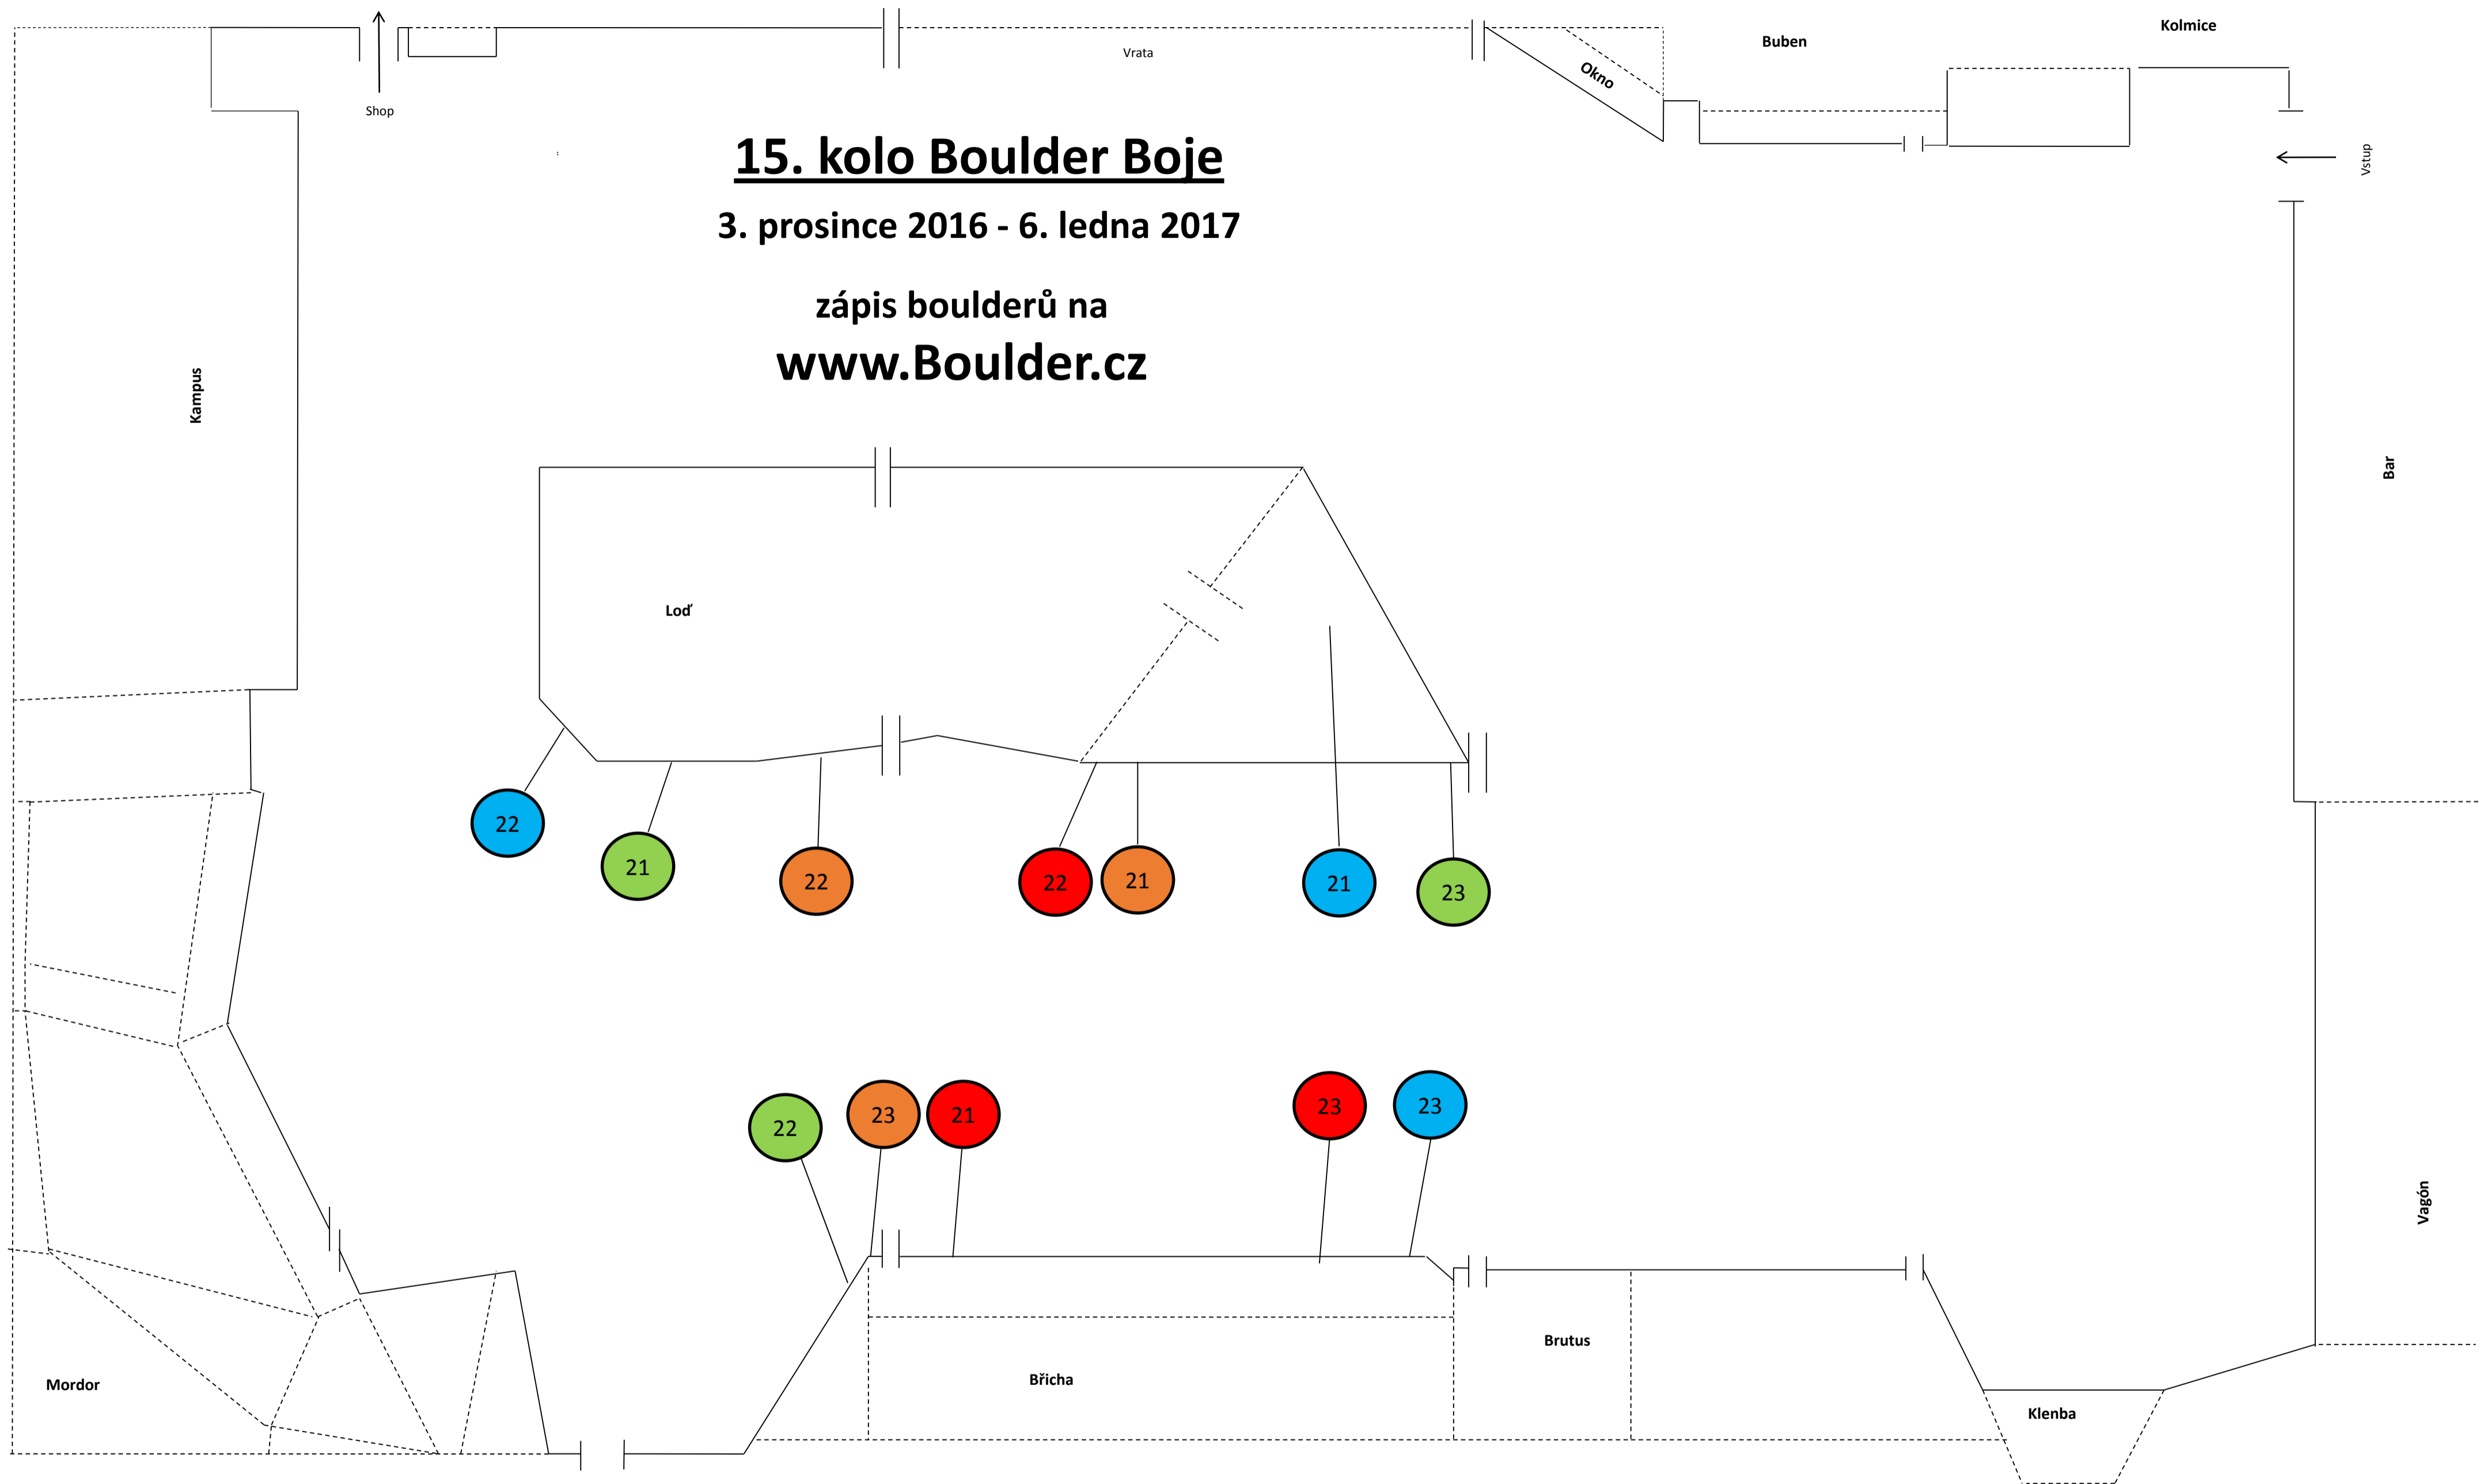 Kolmice
Buben
Vrata
Okno
Shop
15. kolo Boulder Boje
Vstup
3. prosince 2016 - 6. ledna 2017
zápis boulderů na
www.Boulder.cz
Kampus
Bar
Loď
22
21
22
22
21
21
23
22
23
21
23
23
Vagón
Brutus
Břicha
Mordor
Klenba